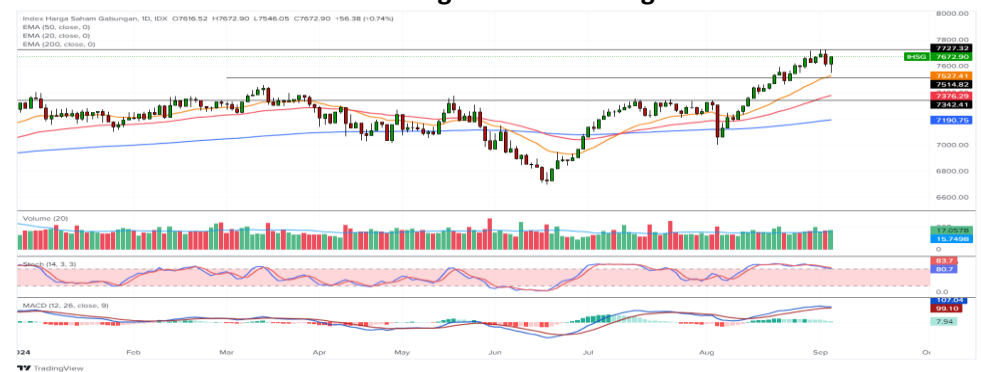 Index Harga Saham Gabungan, 1D, IDX O7616.52 H7672.90 L7546.05 C7672.90 +56.38 (+0.74%)
EMA (50, close, 0)
EMA (20, close, 0)
EMA (200, close, 0)
8000.00
7800.00
7727.32
IHSG 7672.90
7600.00
7527.41
7514.82
7376.29
7342.41
7190.75
7000.00
6800.00
6600.00
Volume (20)
17.057B
15.749B
0
Stoch (14, 3, 3)
83.7
80.7
0.0
MACD (12, 26, close, 9)
107.04
99.10
7.94
2024 Feb Mar Apr May Jun Jul Aug Sep
TradingView